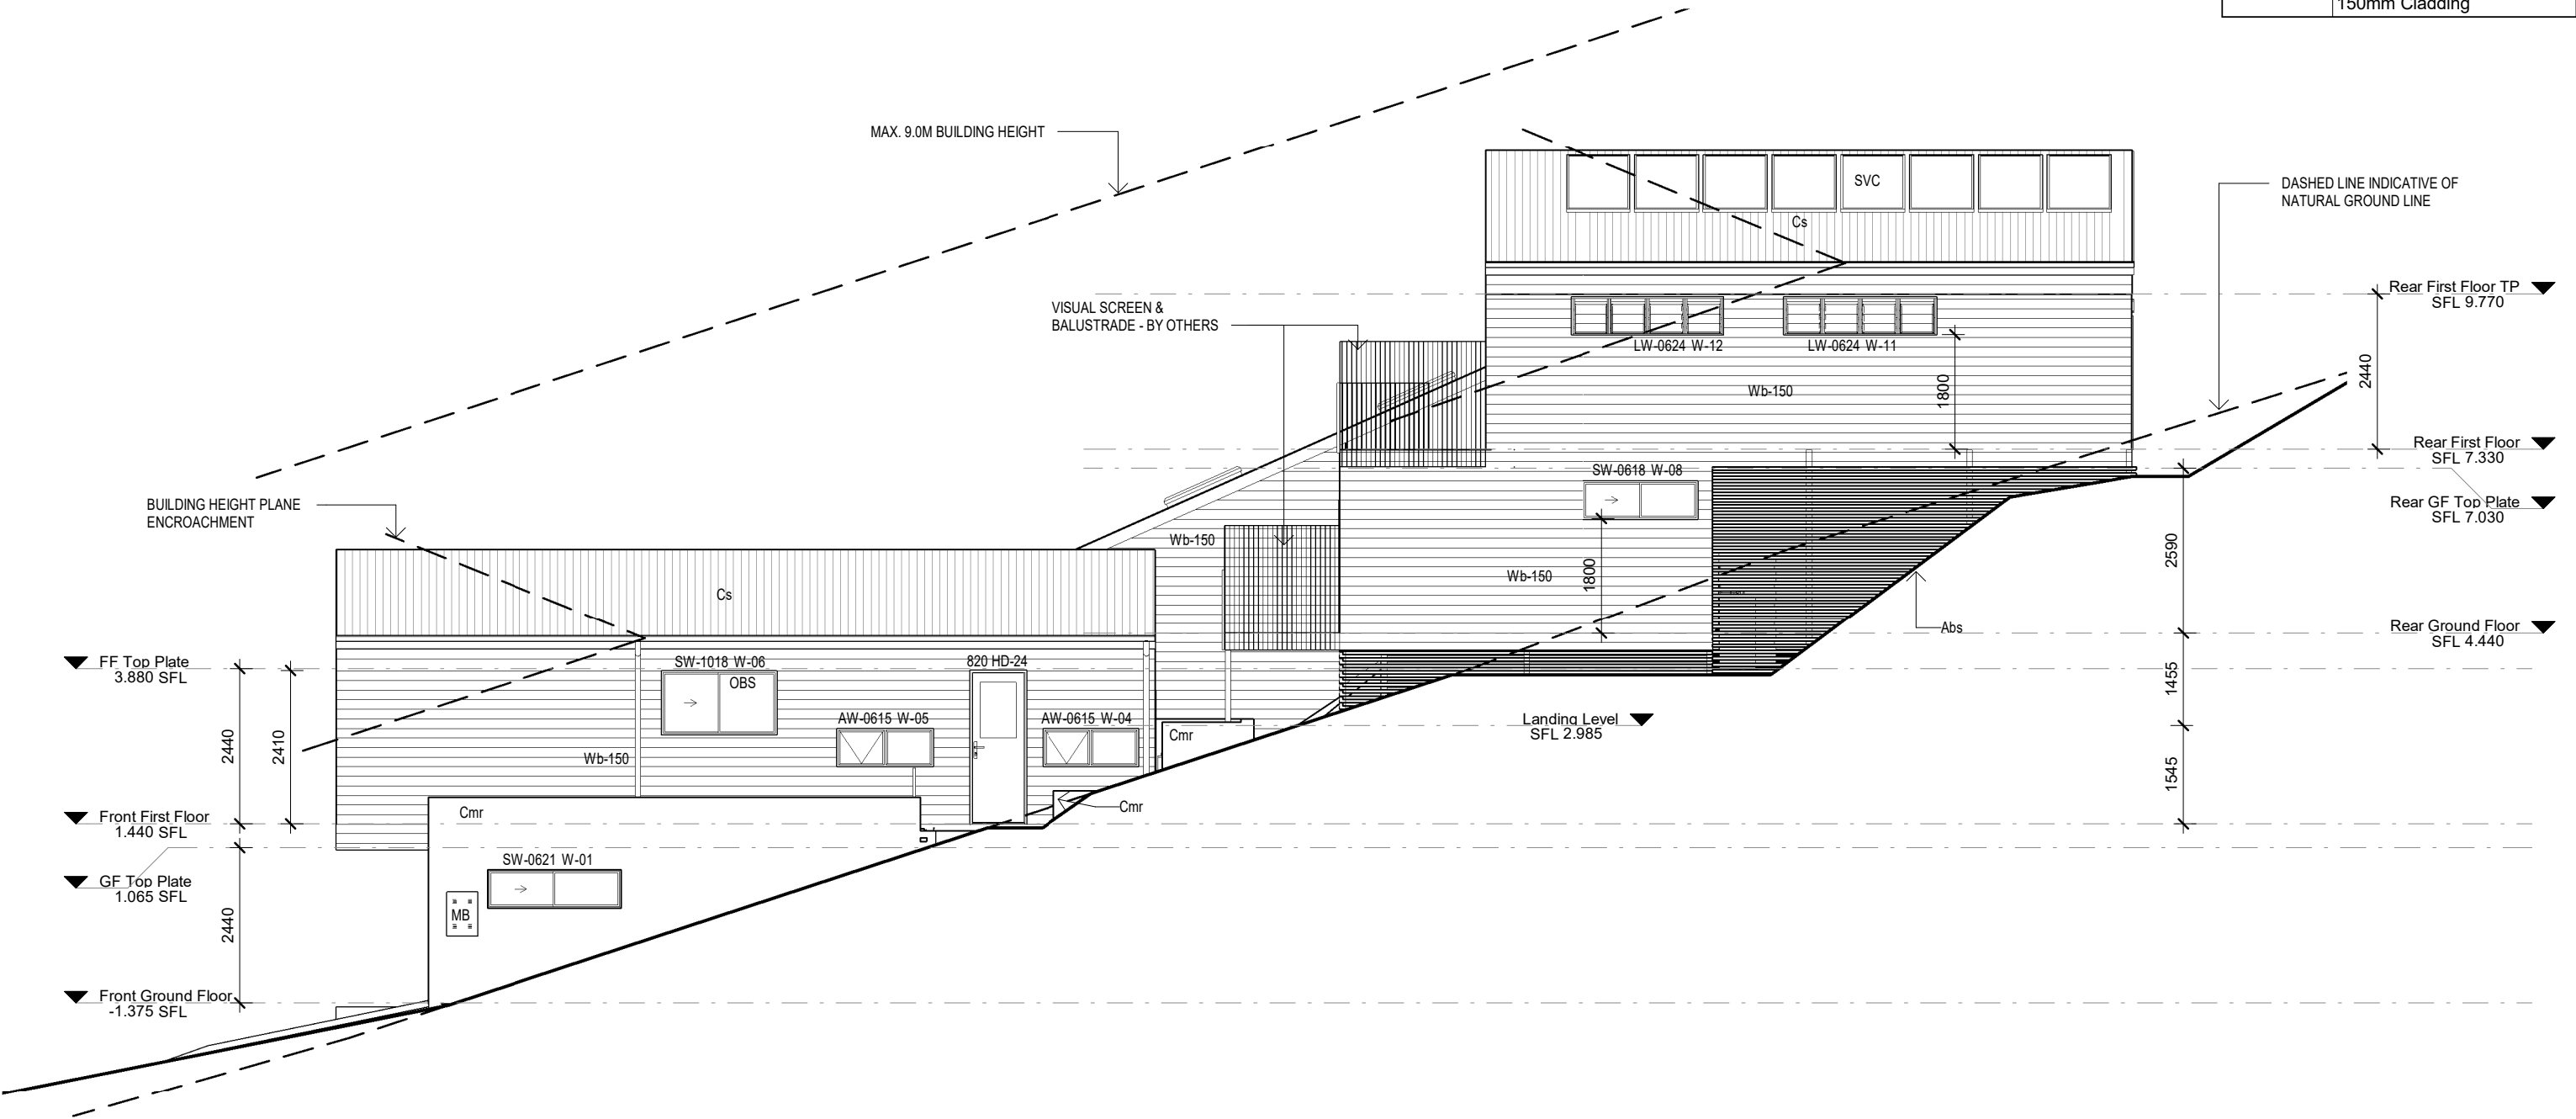 150mm Cladding
MAX. 9.0M BUILDING HEIGHT
SVC
DASHED LINE INDICATIVE OF
NATURAL GROUND LINE
Cs
Rear First Floor TP
SFL 9.770
VISUAL SCREEN &
BALUSTRADE - BY OTHERS
LW-0624 W-12
LW-0624 W-11
Wb-150
1800
2440
Rear First Floor
SFL 7.330
SW-0618 W-08
BUILDING HEIGHT PLANE
ENCROACHMENT
Rear GF Top Plate
SFL 7.030
Wb-150
Wb-150
1800
2590
Cs
Abs
Rear Ground Floor
SFL 4.440
FF Top Plate
3.880 SFL
SW-1018 W-06
OBS
820 HD-24
1455
AW-0615 W-05
AW-0615 W-04
Landing Level
SFL 2.985
Cmr
2440
2410
Wb-150
1545
Cmr
Front First Floor
1.440 SFL
Cmr
SW-0621 W-01
GF Top Plate
1.065 SFL
MB
2440
Front Ground Floor
-1.375 SFL